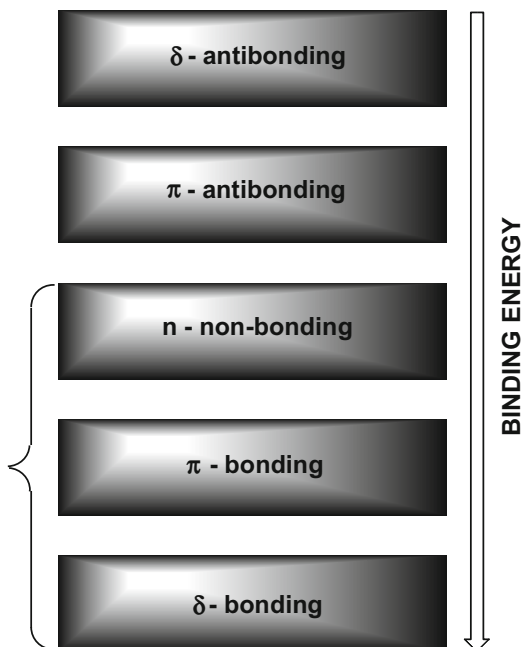 δ - antibonding
π - antibonding
n - non-bonding
π - bonding
δ- bonding
BINDING ENERGY